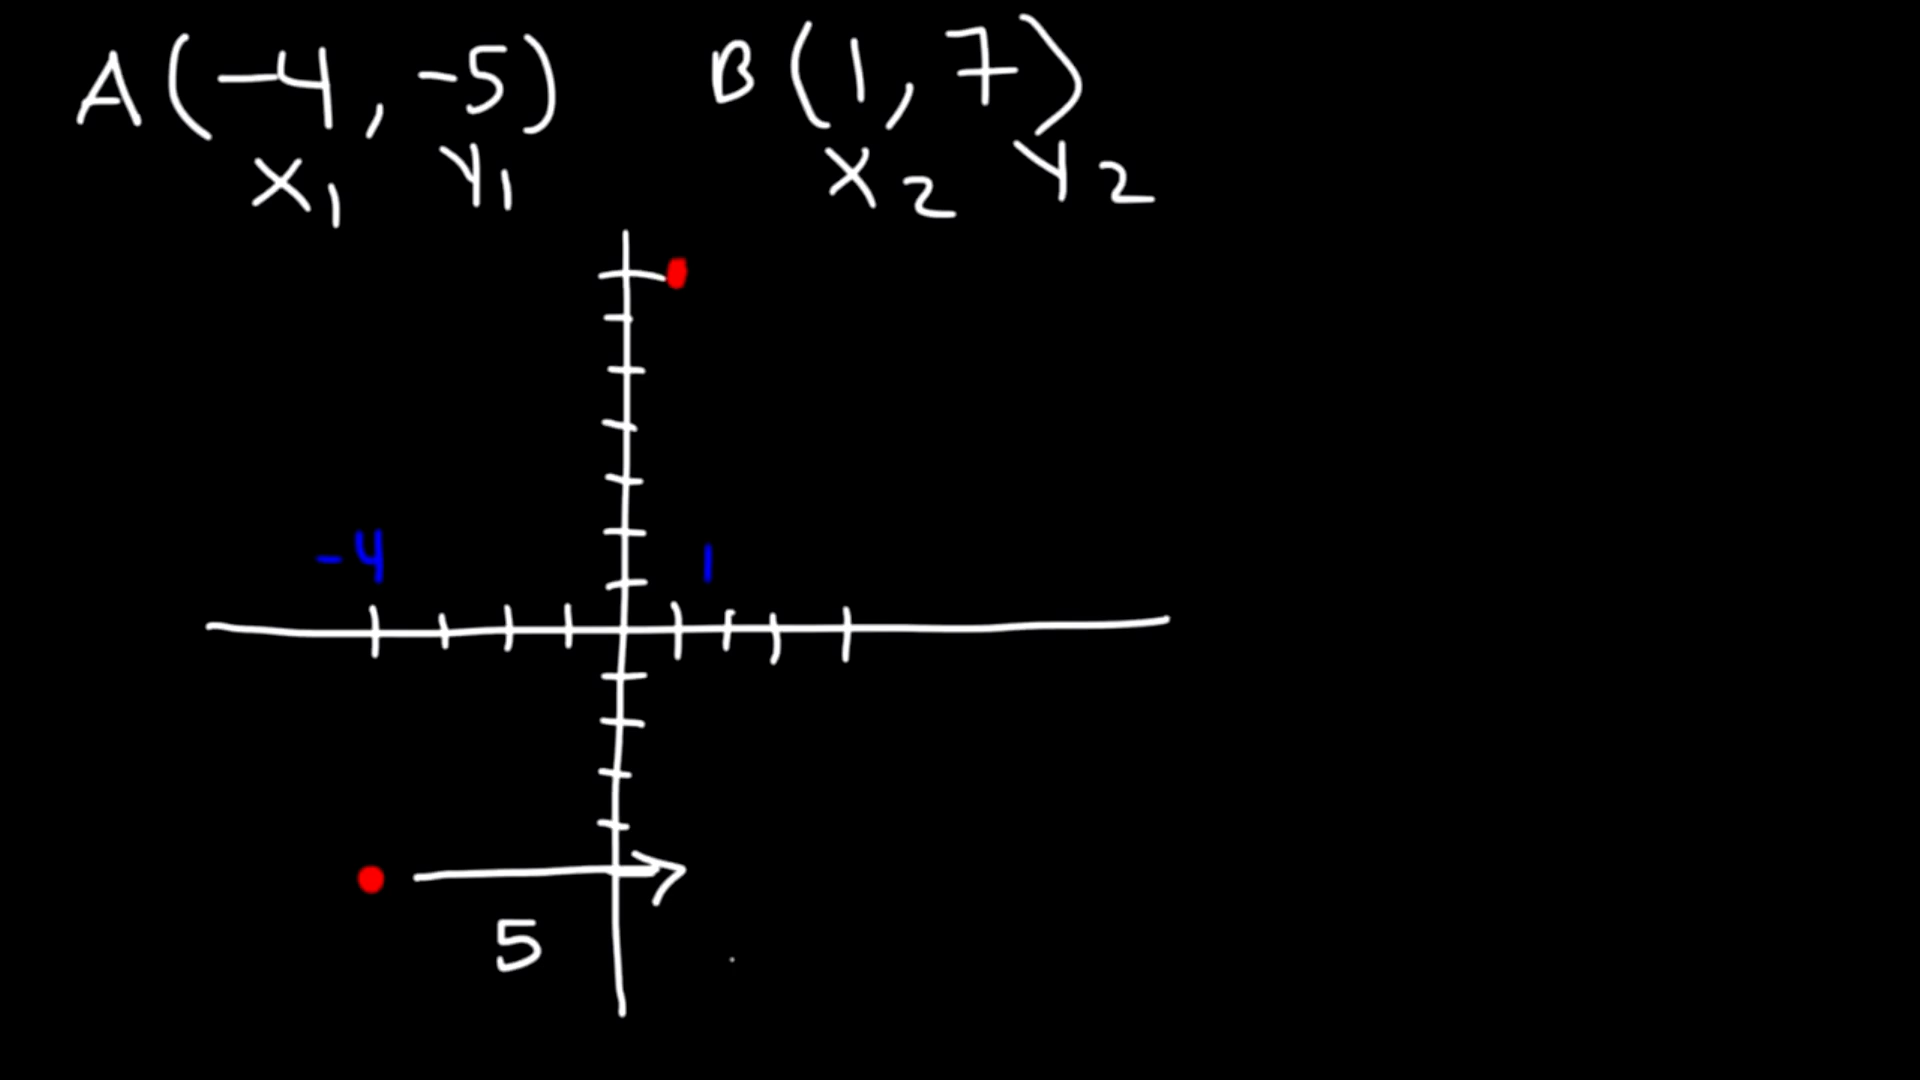 A(-4, -5) B(1, 7)
x₁ y₁ x₂ y₂
-4 1
5